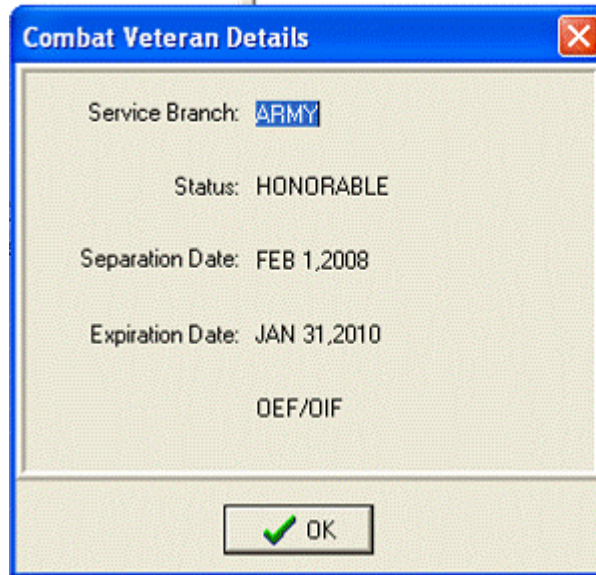 Combat Veteran Details
Service Branch: ARMY
Status: HONORABLE
Separation Date: FEB 1,2008
Expiration Date: JAN 31,2010
OEF/OIF
OK